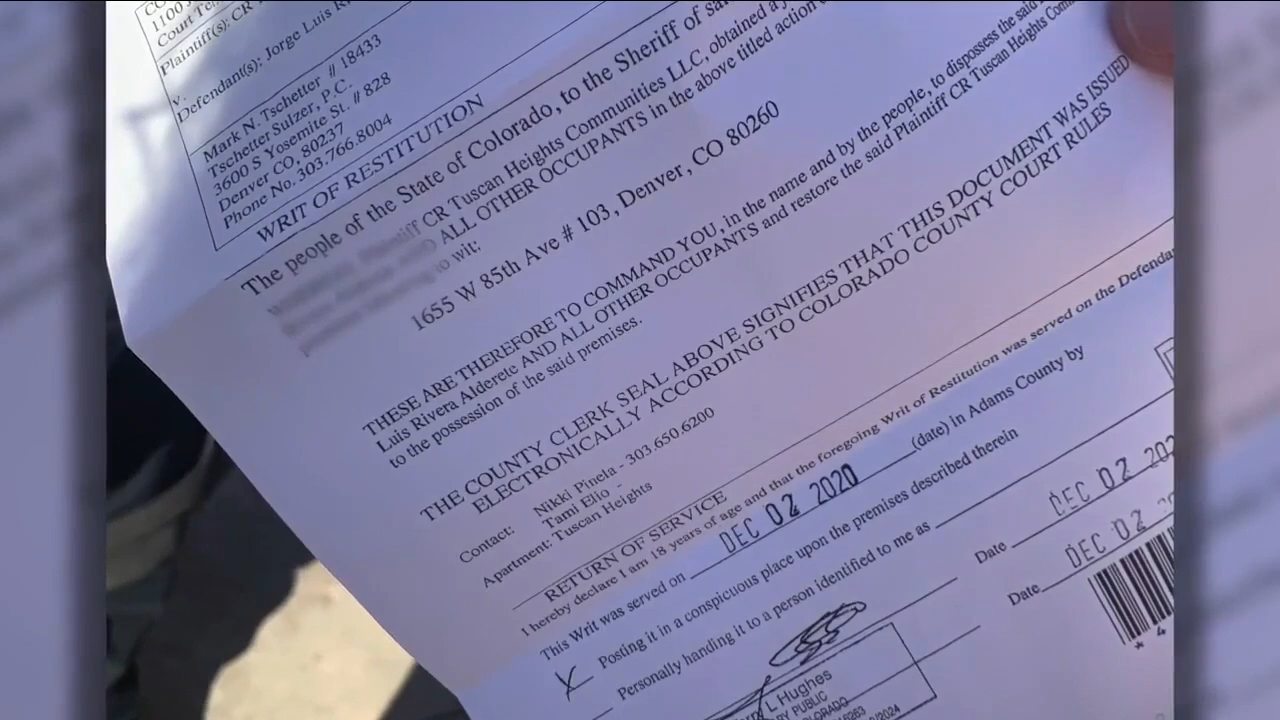 1100
Court Tel
Plaintiff(s): CR
v.
Defendant(s): Jorge Luis
Mark N. Tschetter # 18433
Tschetter Sulzer, P.C.
3600 S Yosemite St. # 828
Denver CO, 80237
Phone No. 303.766.8004
WRIT OF RESTITUTION
The people of the State of Colorado, to the Sheriff of
CR Tuscan Heights Communities LLC, obtained a
ALL OTHER OCCUPANTS in the above titled action
to wit:
1655 W 85th Ave # 103, Denver, CO 80260
THESE ARE THEREFORE TO COMMAND YOU, in the name and by the people, to dispossess the said
Luis Rivera Alderete AND ALL OTHER OCCUPANTS and restore the said Plaintiff CR Tuscan Heights
to the possession of the said premises.
THE COUNTY CLERK SEAL ABOVE SIGNIFIES THAT THIS DOCUMENT WAS ISSUED
ELECTRONICALLY ACCORDING TO COLORADO COUNTY COURT RULES
Contact: Nikki Pinela - 303.650.6200
Tami Elio -
Apartment: Tuscan Heights
RETURN OF SERVICE
I hereby declare I am 18 years of age and that the foregoing Writ of Restitution was served on the Defenda
This Writ was served on DEC 02 2020 (date) in Adams County by
X Posting it in a conspicuous place upon the premises described therein
Personally handing it to a person identified to me as
Date DEC 02 202
Date DEC 02
* 4
L Hughes
RY PUBLIC
COLORADO
/2024